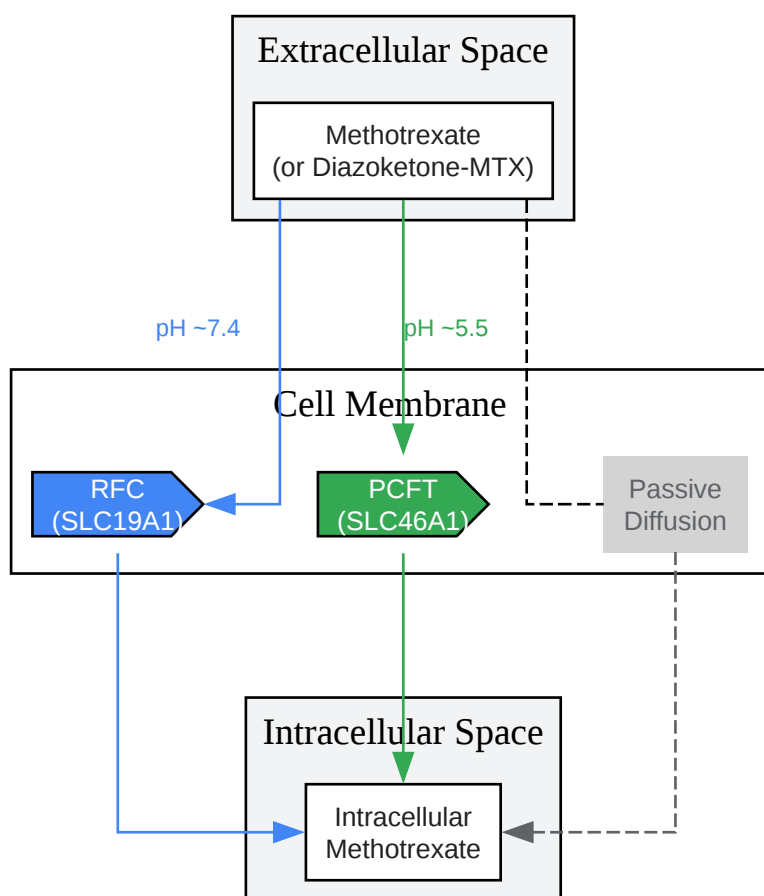 Extracellular Space
Methotrexate
(or Diazoketone-MTX)
pH ~7.4
pH ~5.5
Cell Membrane
RFC
(SLC19A1)
PCFT
(SLC46A1)
Passive
Diffusion
Intracellular Space
Intracellular
Methotrexate